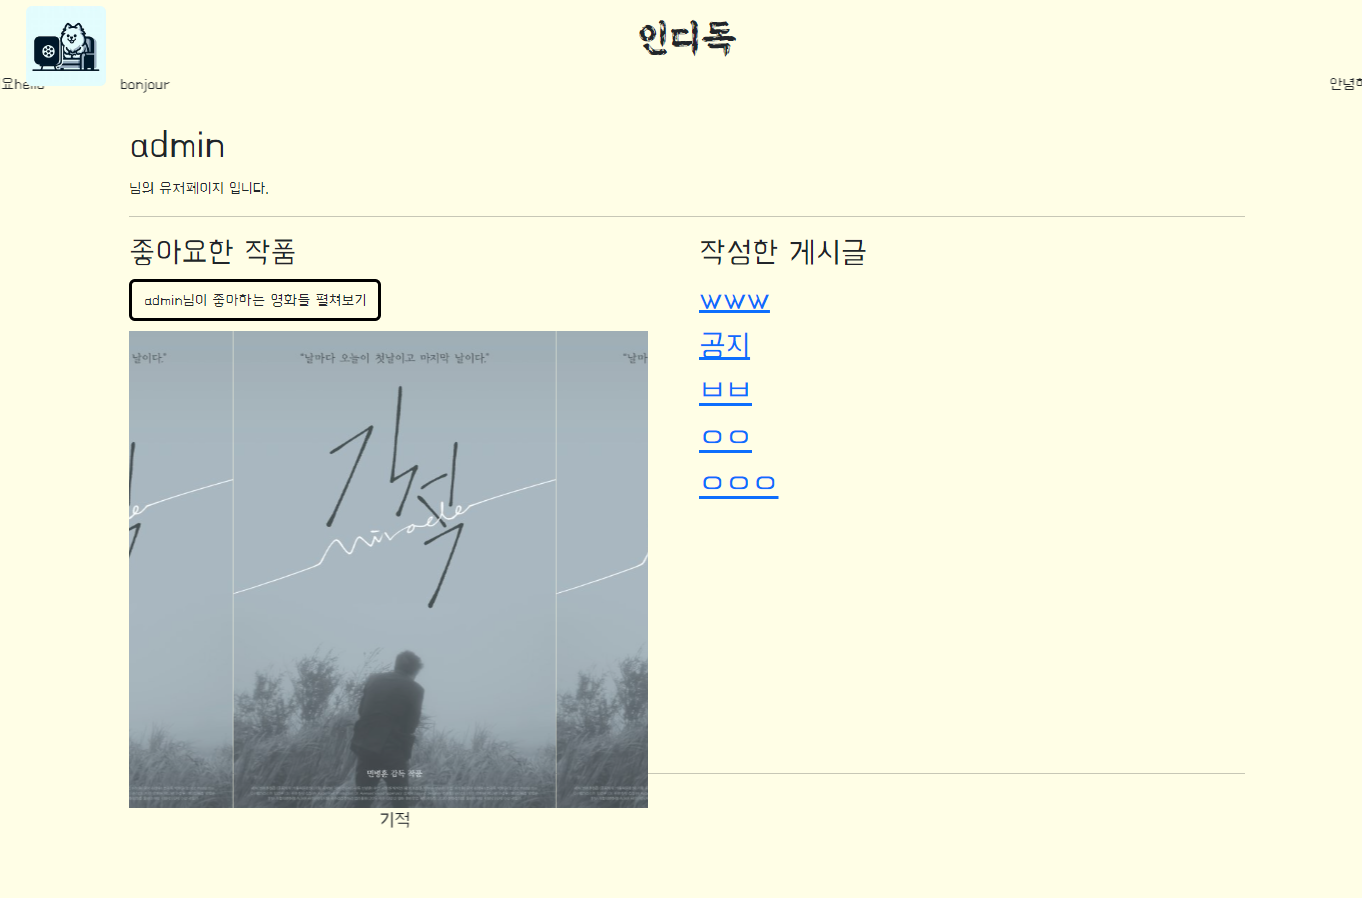 인디독
요hello bonjour 안녕하
admin
님의 유저페이지 입니다.
좋아요한 작품
admin님이 좋아하는 영화들 펼쳐보기
날이다."
"날마다 오늘이 첫날이고 마지막 날이다."
"날마
기적
miracle
민병훈 감독 작품
기적
작성한 게시글
www
공지
ㅂㅂ
ㅇㅇ
ㅇㅇㅇ